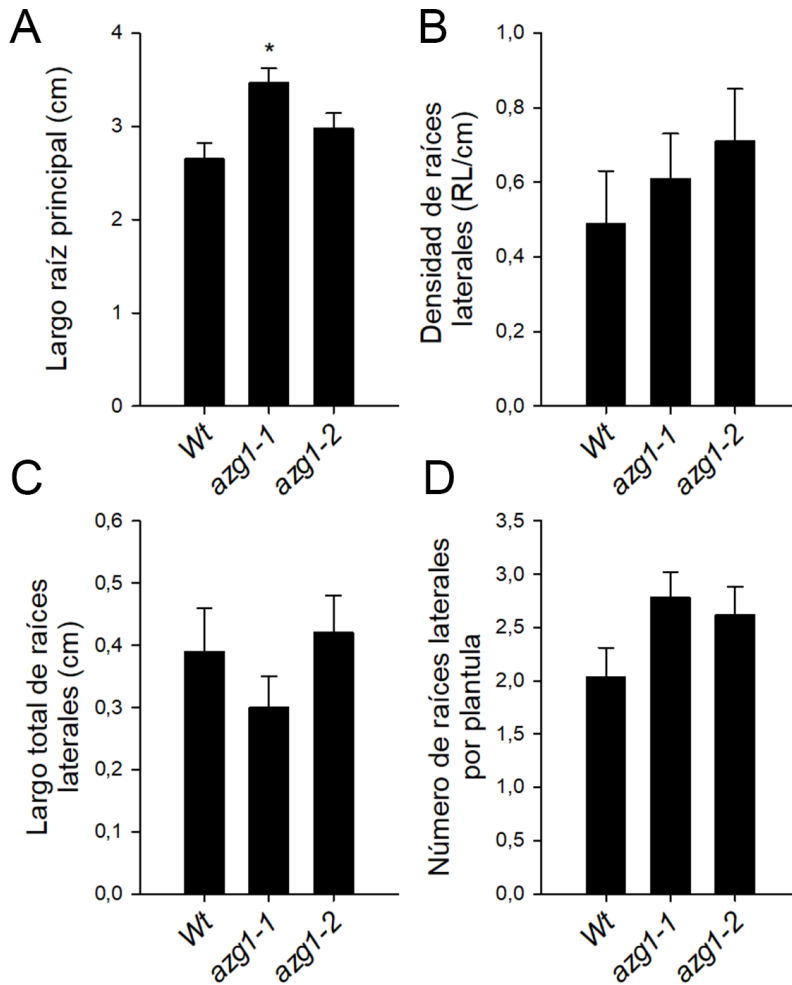 A
Largo raíz principal (cm)
4
3
2
1
0
*
Wt
azg1-1
azg1-2
B
Densidad de raíces
laterales (RL/cm)
1,0
0,8
0,6
0,4
0,2
0,0
Wt
azg1-1
azg1-2
C
Largo total de raíces
laterales (cm)
0,6
0,5
0,4
0,3
0,2
0,1
0,0
Wt
azg1-1
azg1-2
D
Número de raíces laterales
por plantula
3,5
3,0
2,5
2,0
1,5
1,0
0,5
0,0
Wt
azg1-1
azg1-2